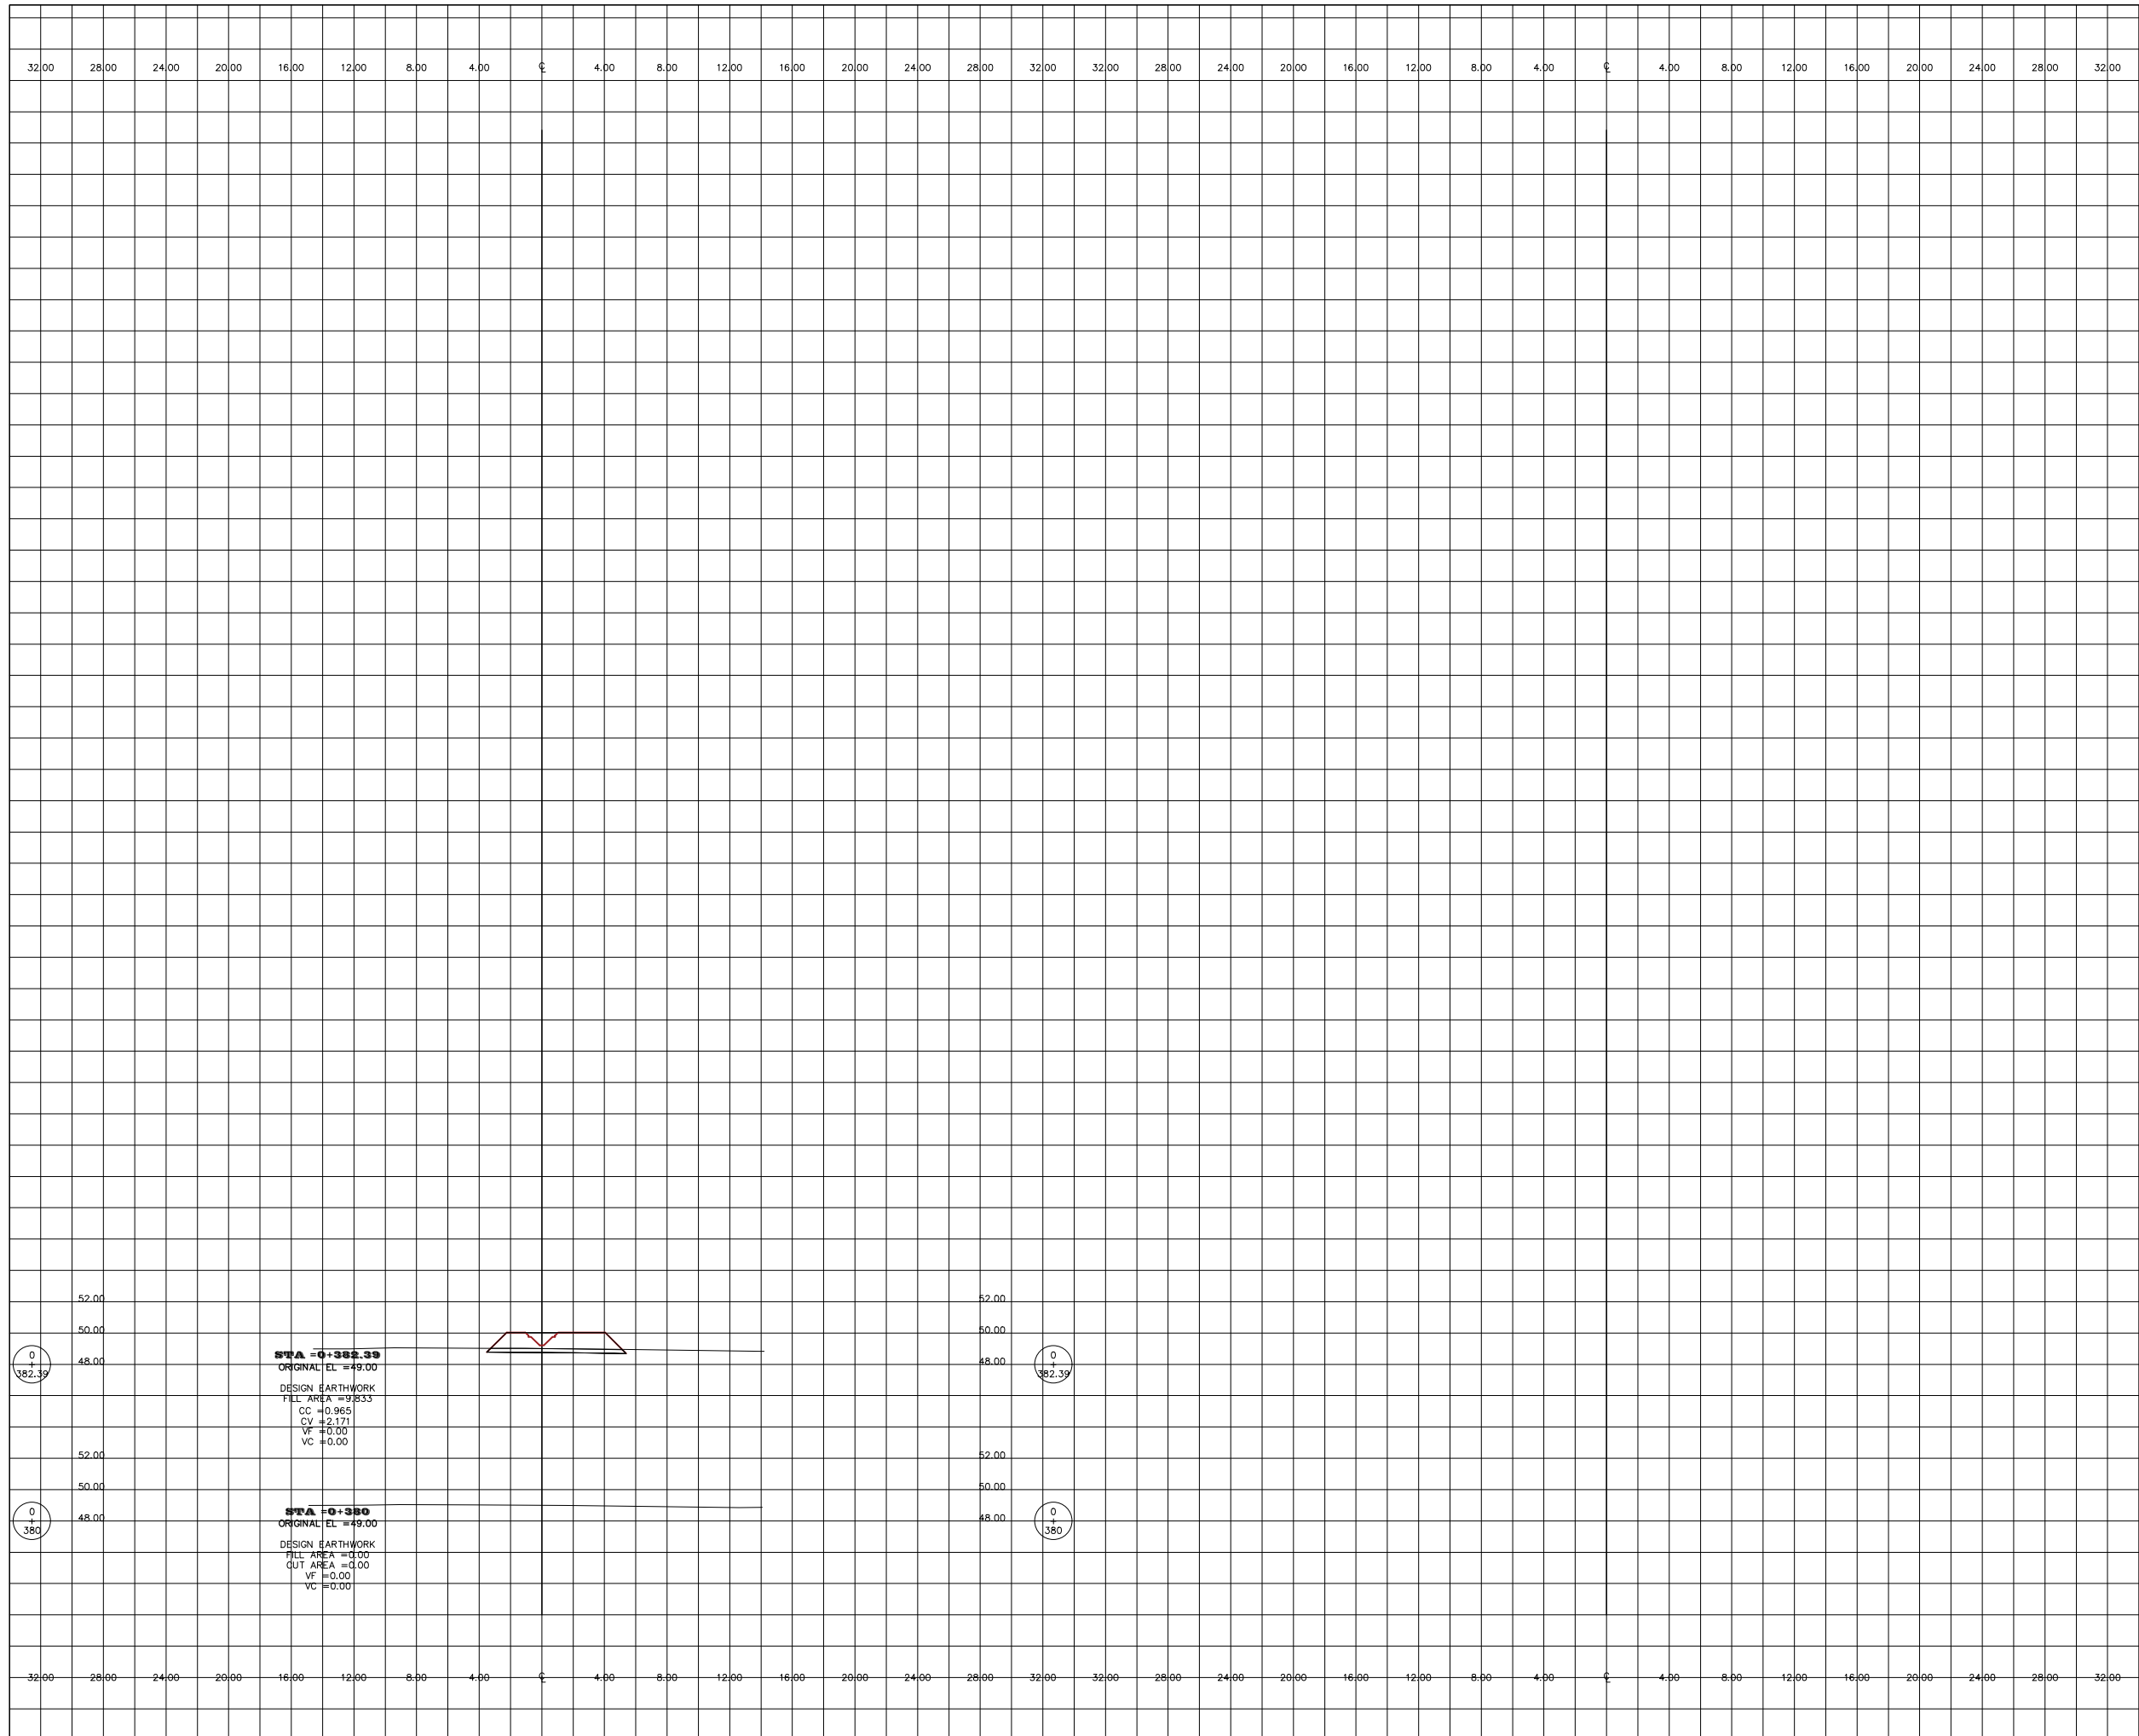 32.00 28.00 24.00 20.00 16.00 12.00 8.00 4.00 ℄ 4.00 8.00 12.00 16.00 20.00 24.00 28.00 32.00 32.00 28.00 24.00 20.00 16.00 12.00 8.00 4.00 ℄ 4.00 8.00 12.00 16.00 20.00 24.00 28.00 32.00
52.00 52.00
50.00 50.00
48.00 48.00
0
+
382.39
STA =0+382.39
ORIGINAL EL =49.00
DESIGN EARTHWORK
FILL AREA =9.833
CC =0.965
CV =2.171
VF =0.00
VC =0.00
0
+
382.39
52.00 52.00
50.00 50.00
48.00 48.00
0
+
380
STA =0+380
ORIGINAL EL =49.00
DESIGN EARTHWORK
FILL AREA =0.00
CUT AREA =0.00
VF =0.00
VC =0.00
0
+
380
32.00 28.00 24.00 20.00 16.00 12.00 8.00 4.00 ℄ 4.00 8.00 12.00 16.00 20.00 24.00 28.00 32.00 32.00 28.00 24.00 20.00 16.00 12.00 8.00 4.00 ℄ 4.00 8.00 12.00 16.00 20.00 24.00 28.00 32.00